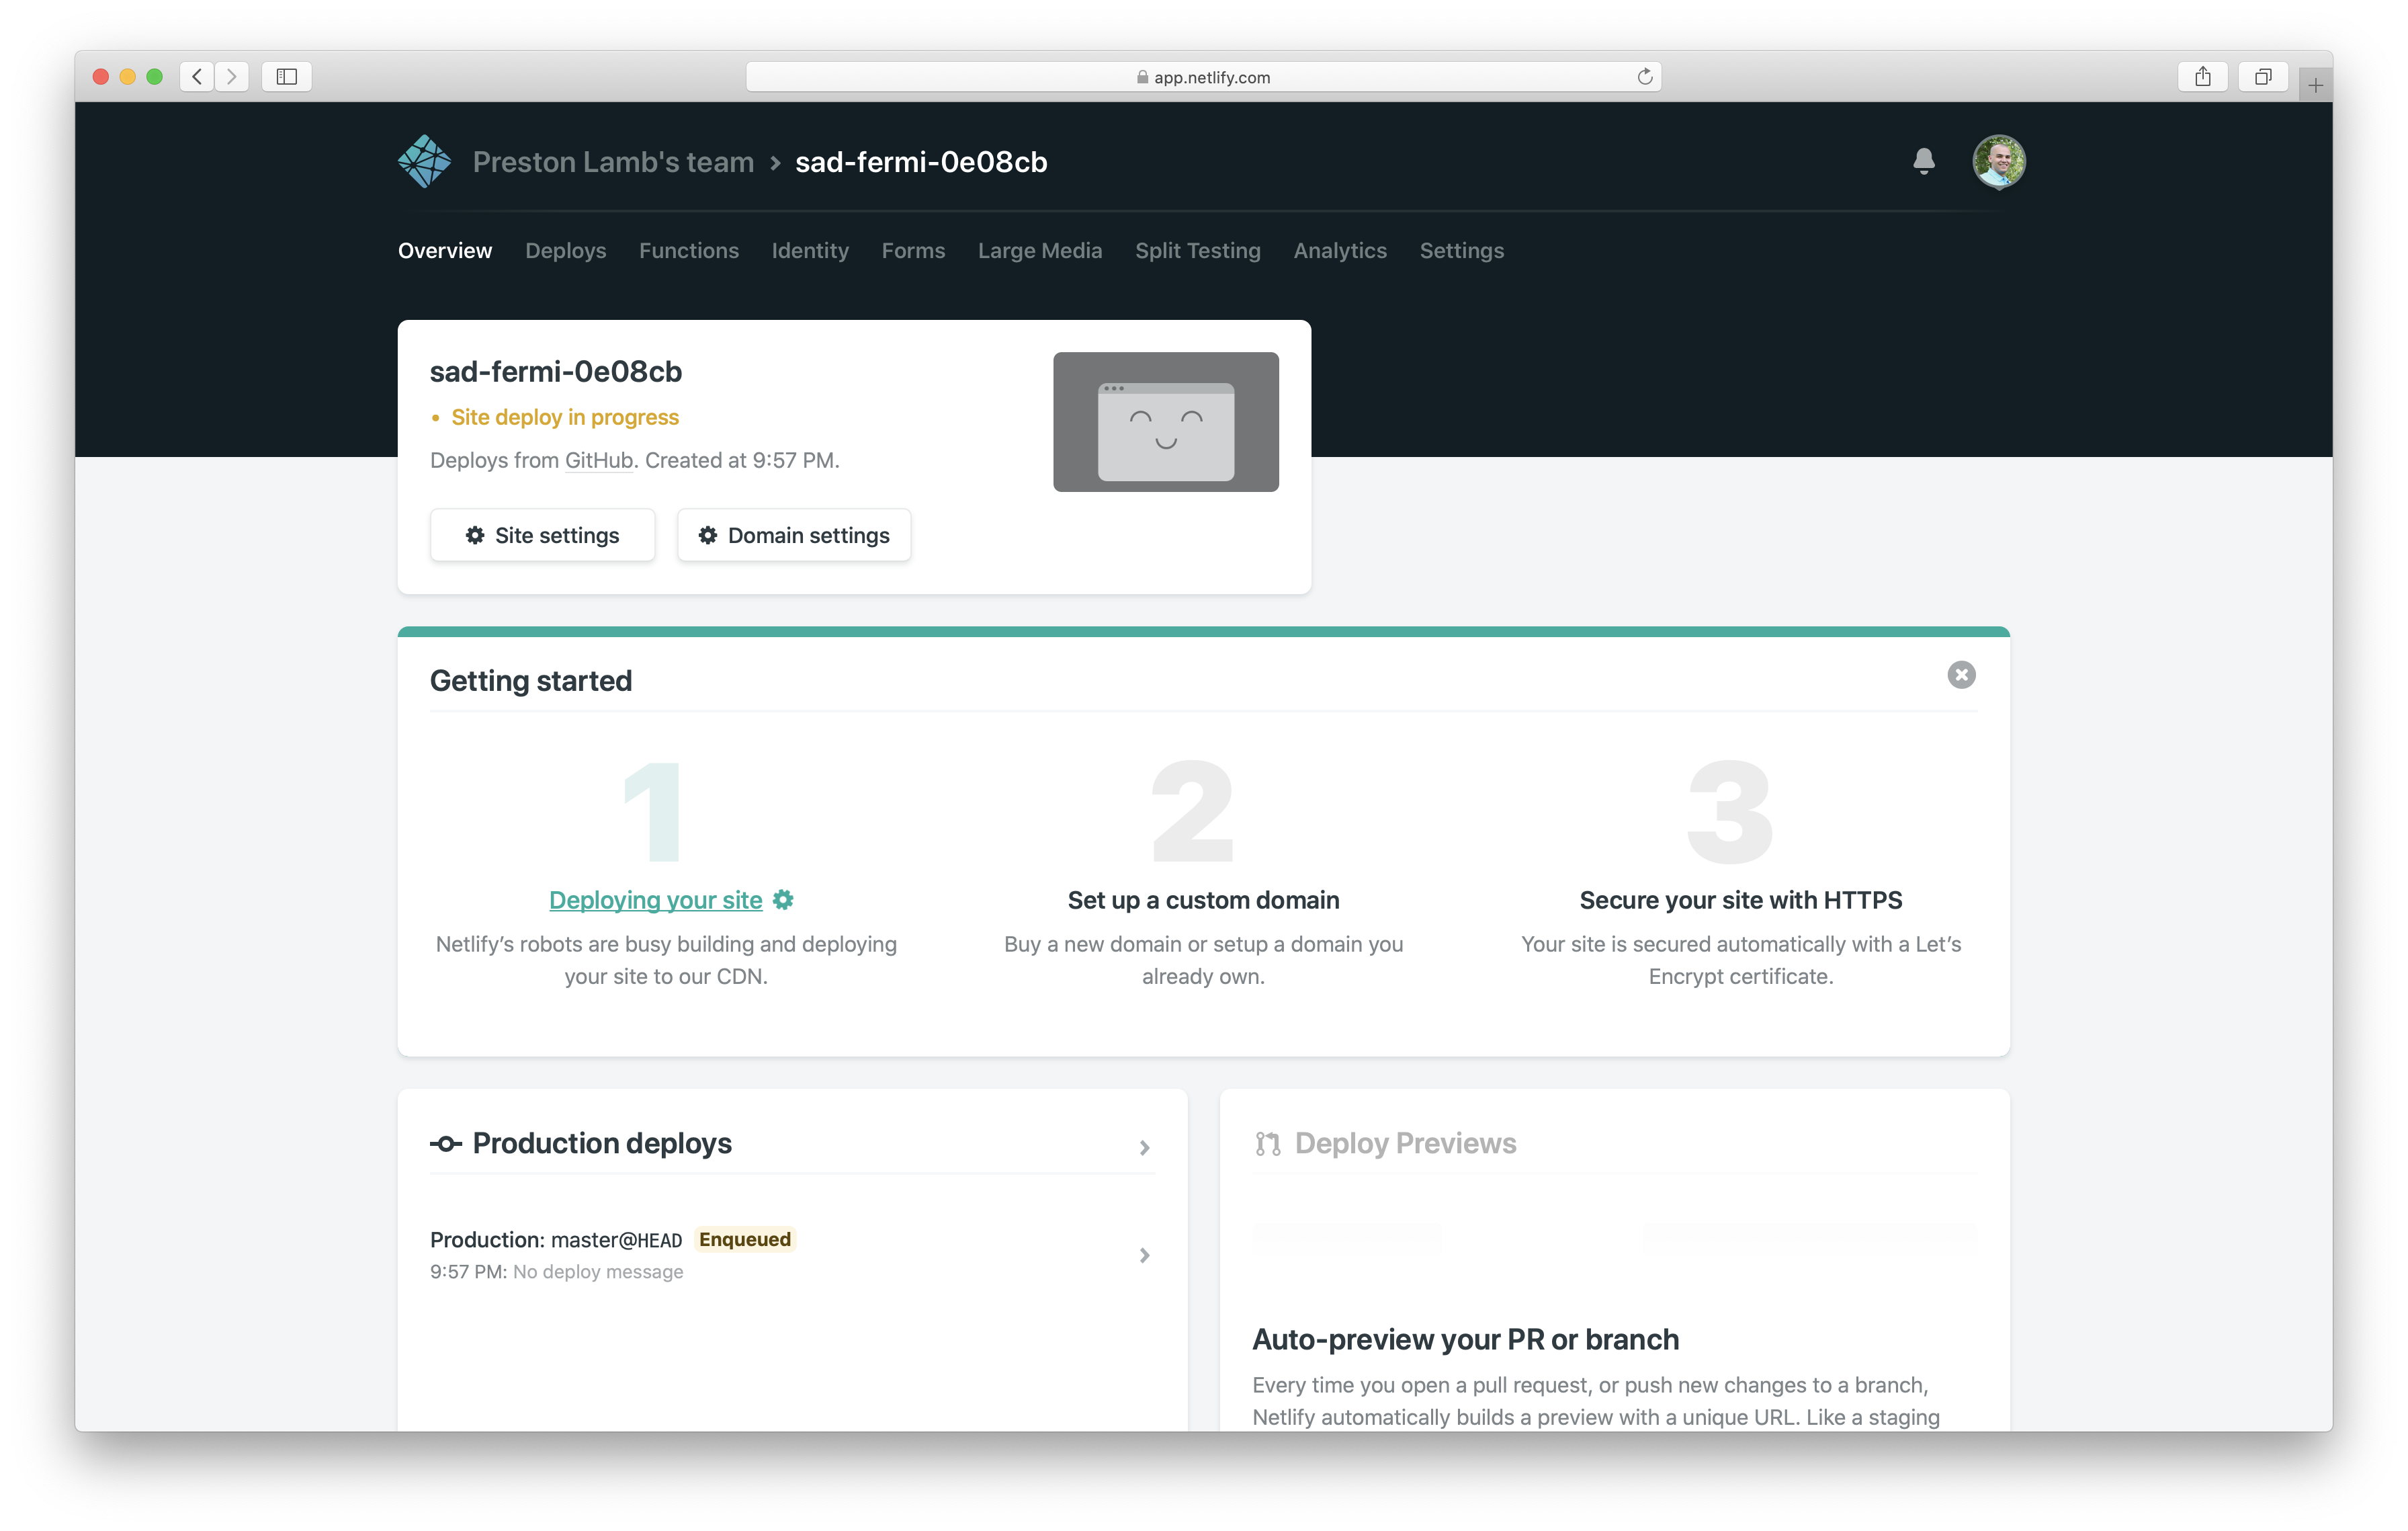 app.netlify.com
Preston Lamb's team > sad-fermi-0e08cb
Overview Deploys Functions Identity Forms Large Media Split Testing Analytics Settings
sad-fermi-0e08cb
• Site deploy in progress
Deploys from GitHub. Created at 9:57 PM.
Site settings Domain settings
Getting started
1 2 3
Deploying your site
Netlify’s robots are busy building and deploying
your site to our CDN.
Set up a custom domain
Buy a new domain or setup a domain you
already own.
Secure your site with HTTPS
Your site is secured automatically with a Let’s
Encrypt certificate.
Production deploys
Production: master@HEAD Enqueued
9:57 PM: No deploy message
Deploy Previews
Auto-preview your PR or branch
Every time you open a pull request, or push new changes to a branch,
Netlify automatically builds a preview with a unique URL. Like a staging